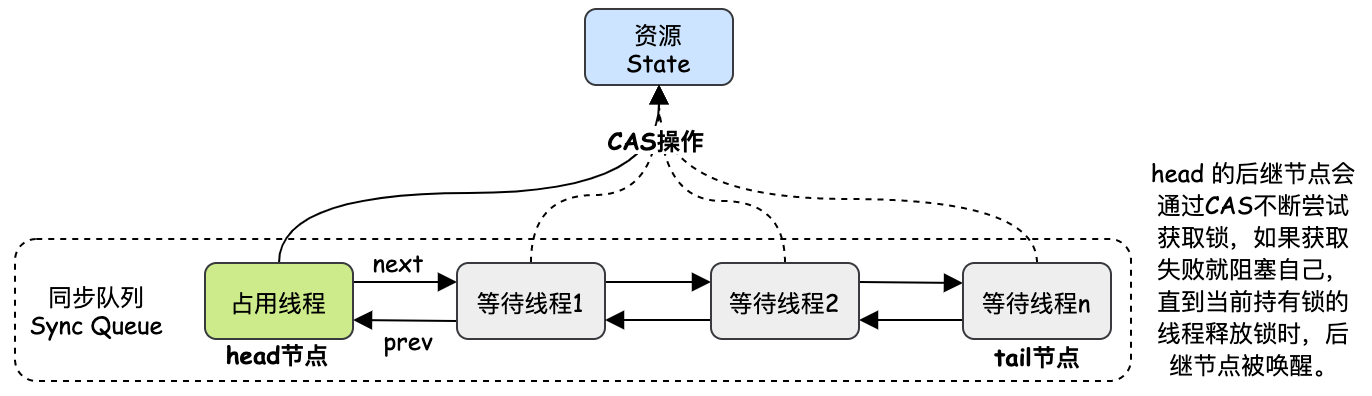 资源
State
CAS操作
head 的后继节点会
通过CAS不断尝试
获取锁，如果获取
失败就阻塞自己，
直到当前持有锁的
线程释放锁时，后
继节点被唤醒。
同步队列
Sync Queue
占用线程
head节点
next
prev
等待线程1
等待线程2
等待线程n
tail节点